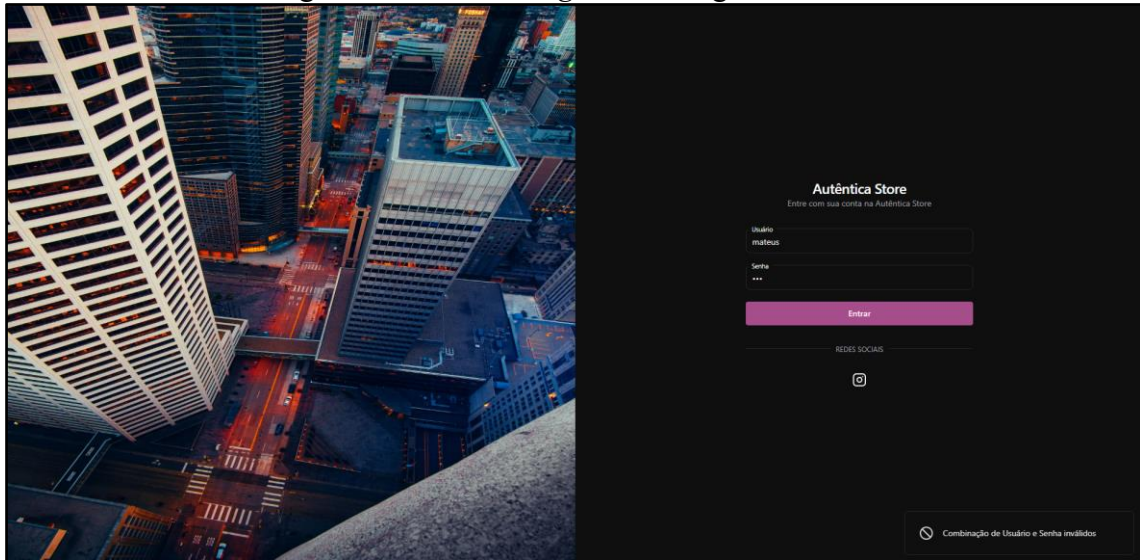 Autêntica Store
Entre com sua conta na Autêntica Store
Usuário
mateus
Senha
•••
Entrar
REDES SOCIAIS
Combinação de Usuário e Senha inválidos